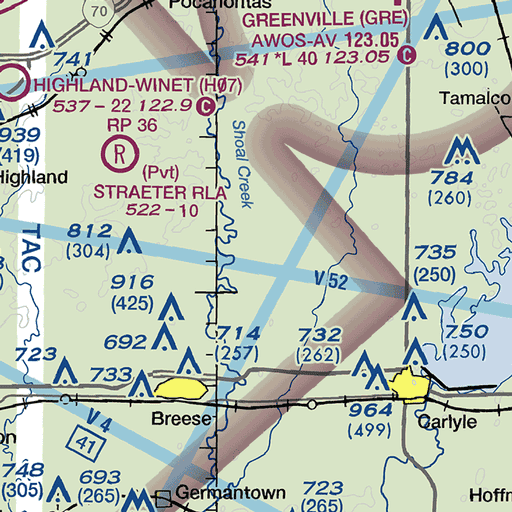 70
Pocahontas
GREENVILLE (GRE)
AWOS-AV 123.05
541 *L 40 123.05 C
741
800
(300)
HIGHLAND-WINET (H07)
537 - 22 122.9 C
RP 36
Tamalco
939
(419)
R
(Pvt)
Shoal Creek
Highland
STRAETER RLA
522 - 10
784
(260)
TAC
812
(304)
735
(250)
V 52
916
(425)
692
714
(257)
732
(262)
750
(250)
723
733
964
(499)
Breese
Carlyle
V 4
41
748
(305)
693
(265)
Germantown
723
(265)
Hoffm